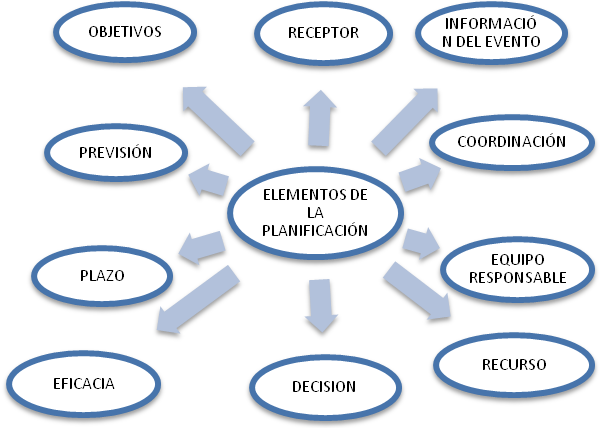 OBJETIVOS
RECEPTOR
INFORMACIÓ
N DEL EVENTO
PREVISIÓN
COORDINACIÓN
ELEMENTOS DE
LA
PLANIFICACIÓN
PLAZO
EQUIPO
RESPONSABLE
EFICACIA
DECISION
RECURSO